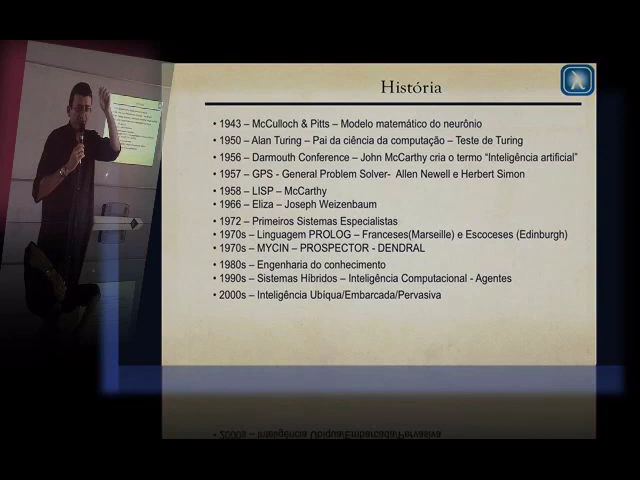 História
• 1943 – McCulloch & Pitts – Modelo matemático do neurônio
• 1950 – Alan Turing – Pai da ciência da computação – Teste de Turing
• 1956 – Darmouth Conference – John McCarthy cria o termo “Inteligência artificial”
• 1957 – GPS - General Problem Solver- Allen Newell e Herbert Simon
• 1958 – LISP – McCarthy
• 1966 – Eliza – Joseph Weizenbaum
• 1972 – Primeiros Sistemas Especialistas
• 1970s – Linguagem PROLOG – Franceses(Marseille) e Escoceses (Edinburgh)
• 1970s – MYCIN – PROSPECTOR - DENDRAL
• 1980s – Engenharia do conhecimento
• 1990s – Sistemas Híbridos – Inteligência Computacional - Agentes
• 2000s – Inteligência Ubíqua/Embarcada/Pervasiva